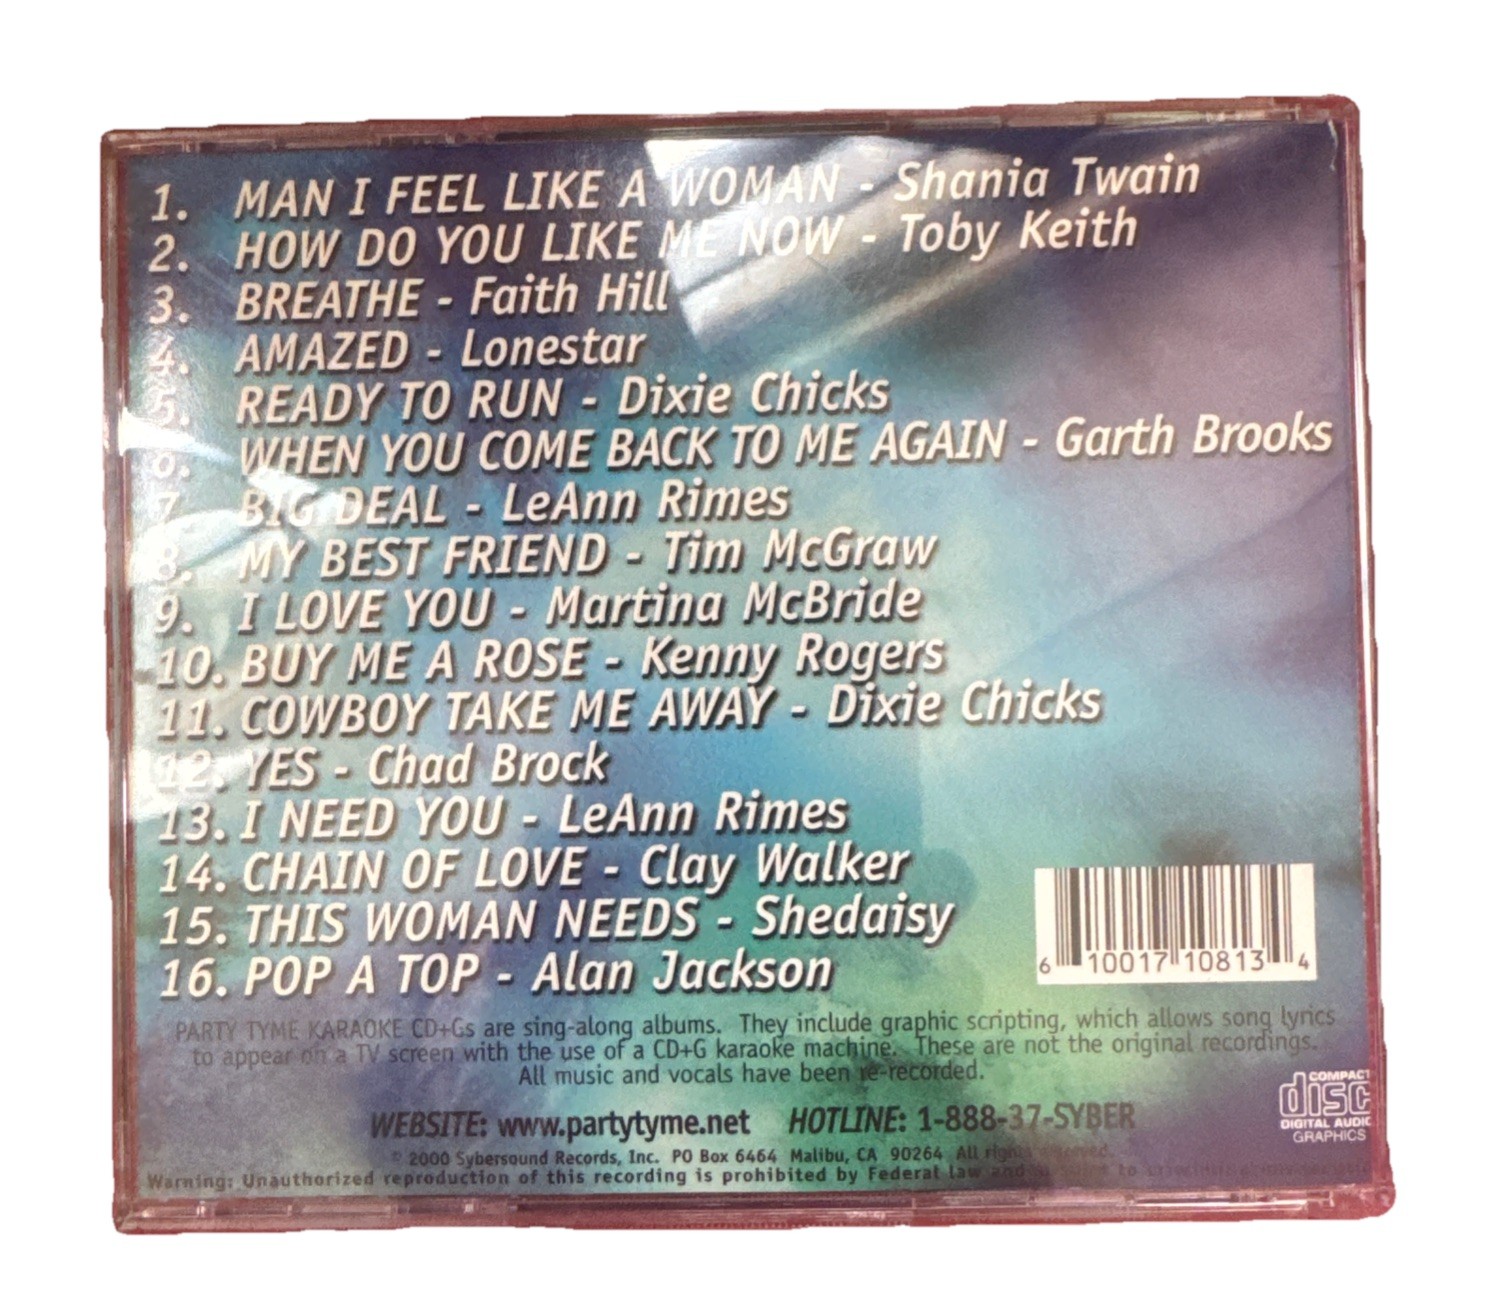 1. MAN I FEEL LIKE A WOMAN - Shania Twain
2. HOW DO YOU LIKE ME NOW - Toby Keith
3. BREATHE - Faith Hill
4. AMAZED - Lonestar
5. READY TO RUN - Dixie Chicks
6. WHEN YOU COME BACK TO ME AGAIN - Garth Brooks
7. BIG DEAL - LeAnn Rimes
8. MY BEST FRIEND - Tim McGraw
9. I LOVE YOU - Martina McBride
10. BUY ME A ROSE - Kenny Rogers
11. COWBOY TAKE ME AWAY - Dixie Chicks
12. YES - Chad Brock
13. I NEED YOU - LeAnn Rimes
14. CHAIN OF LOVE - Clay Walker
15. THIS WOMAN NEEDS - Shedaisy
16. POP A TOP - Alan Jackson
6 10017 10813 4
PARTY TYME KARAOKE CD+Gs are sing-along albums. They include graphic scripting, which allows song lyrics
to appear on a TV screen with the use of a CD+G karaoke machine. These are not the original recordings.
All music and vocals have been re-recorded.
COMPACT
disc
DIGITAL AUDIO
GRAPHICS
WEBSITE: www.partytyme.net HOTLINE: 1-888-37-SYBER
© 2000 Sybersound Records, Inc. PO Box 6464 Malibu, CA 90264 All rights
Warning: Unauthorized reproduction of this recording is prohibited by Federal law and